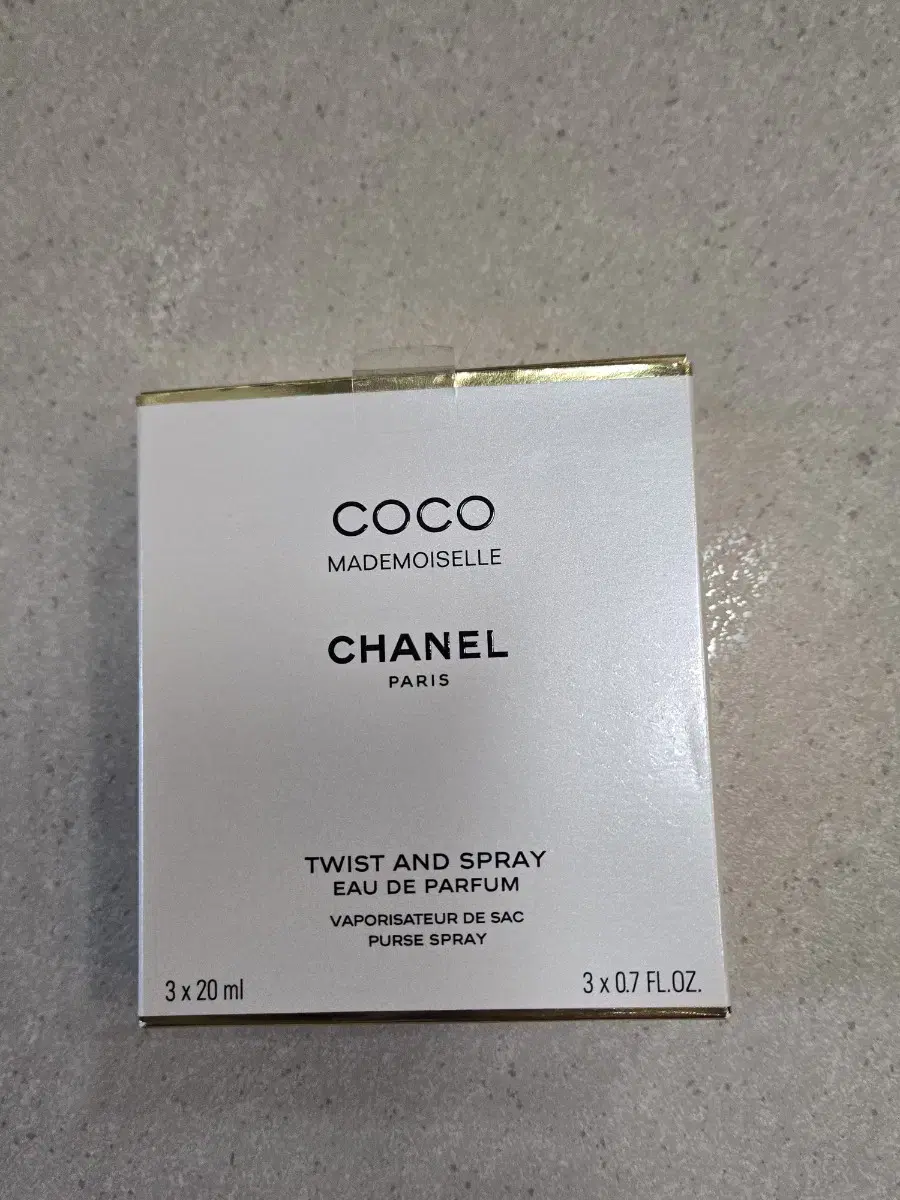 COCO
MADEMOISELLE
CHANEL
PARIS
TWIST AND SPRAY
EAU DE PARFUM
VAPORISATEUR DE SAC
PURSE SPRAY
3 x 20 ml
3 x 0.7 FL.OZ.